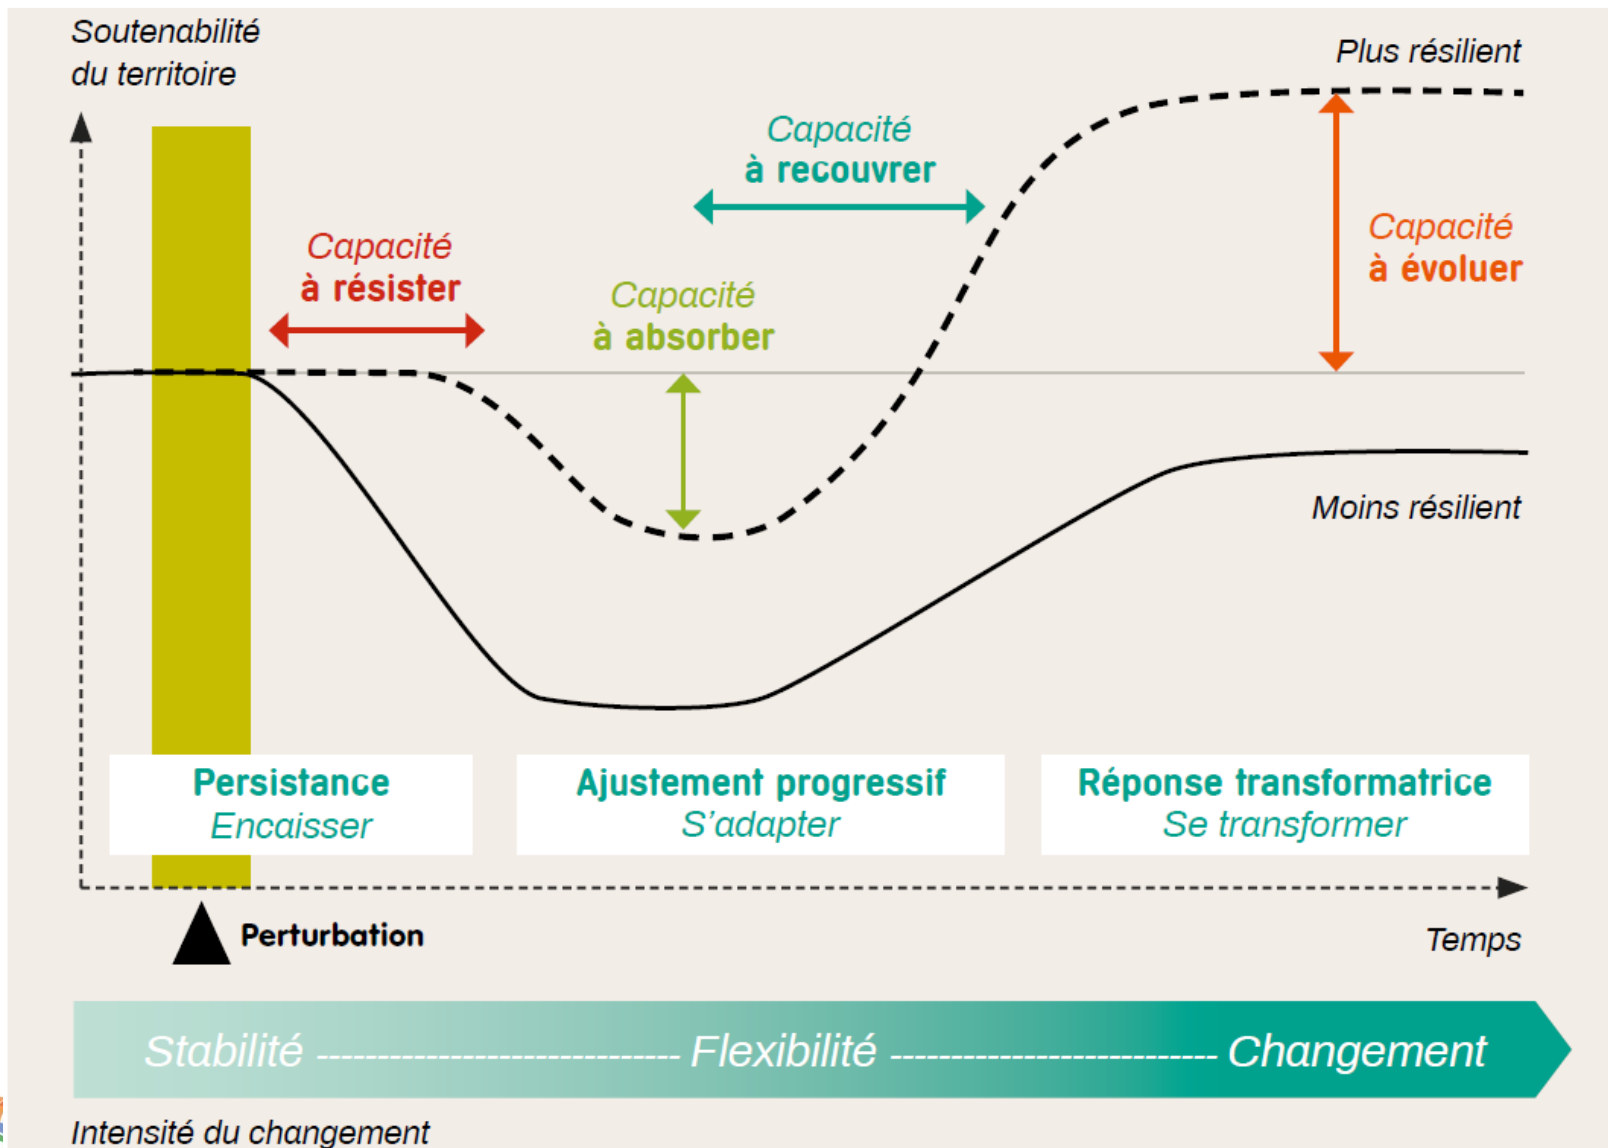 Soutenabilité
du territoire
Plus résilient
Capacité
à recouvrer
Capacité
à résister
Capacité
à absorber
Capacité
à évoluer
Moins résilient
Persistance
Encaisser
Ajustement progressif
S'adapter
Réponse transformatrice
Se transformer
Perturbation
Temps
Stabilité ---------------------------- Flexibilité ------------------------- Changement
Intensité du changement